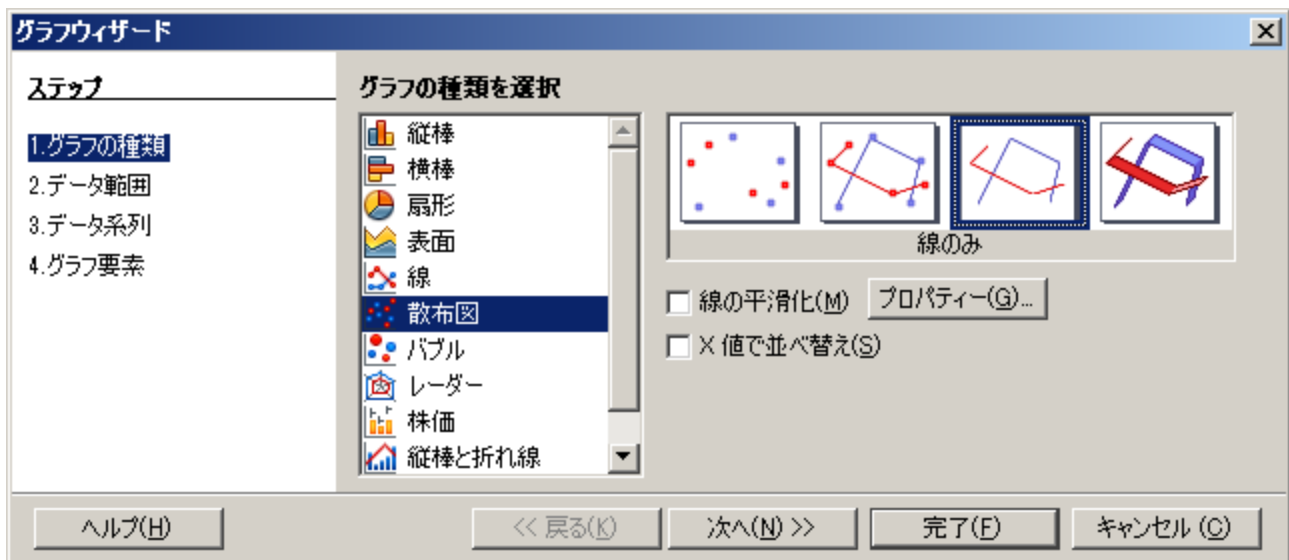 グラフウィザード
ステップ
1.グラフの種類
2.データ範囲
3.データ系列
4.グラフ要素
グラフの種類を選択
縦棒
横棒
扇形
表面
線
散布図
バブル
レーダー
株価
縦棒と折れ線
線のみ
線の平滑化(M)
プロパティー(G)...
X 値で並べ替え(S)
ヘルプ(H)
<< 戻る(K)
次へ(N) >>
完了(F)
キャンセル (C)